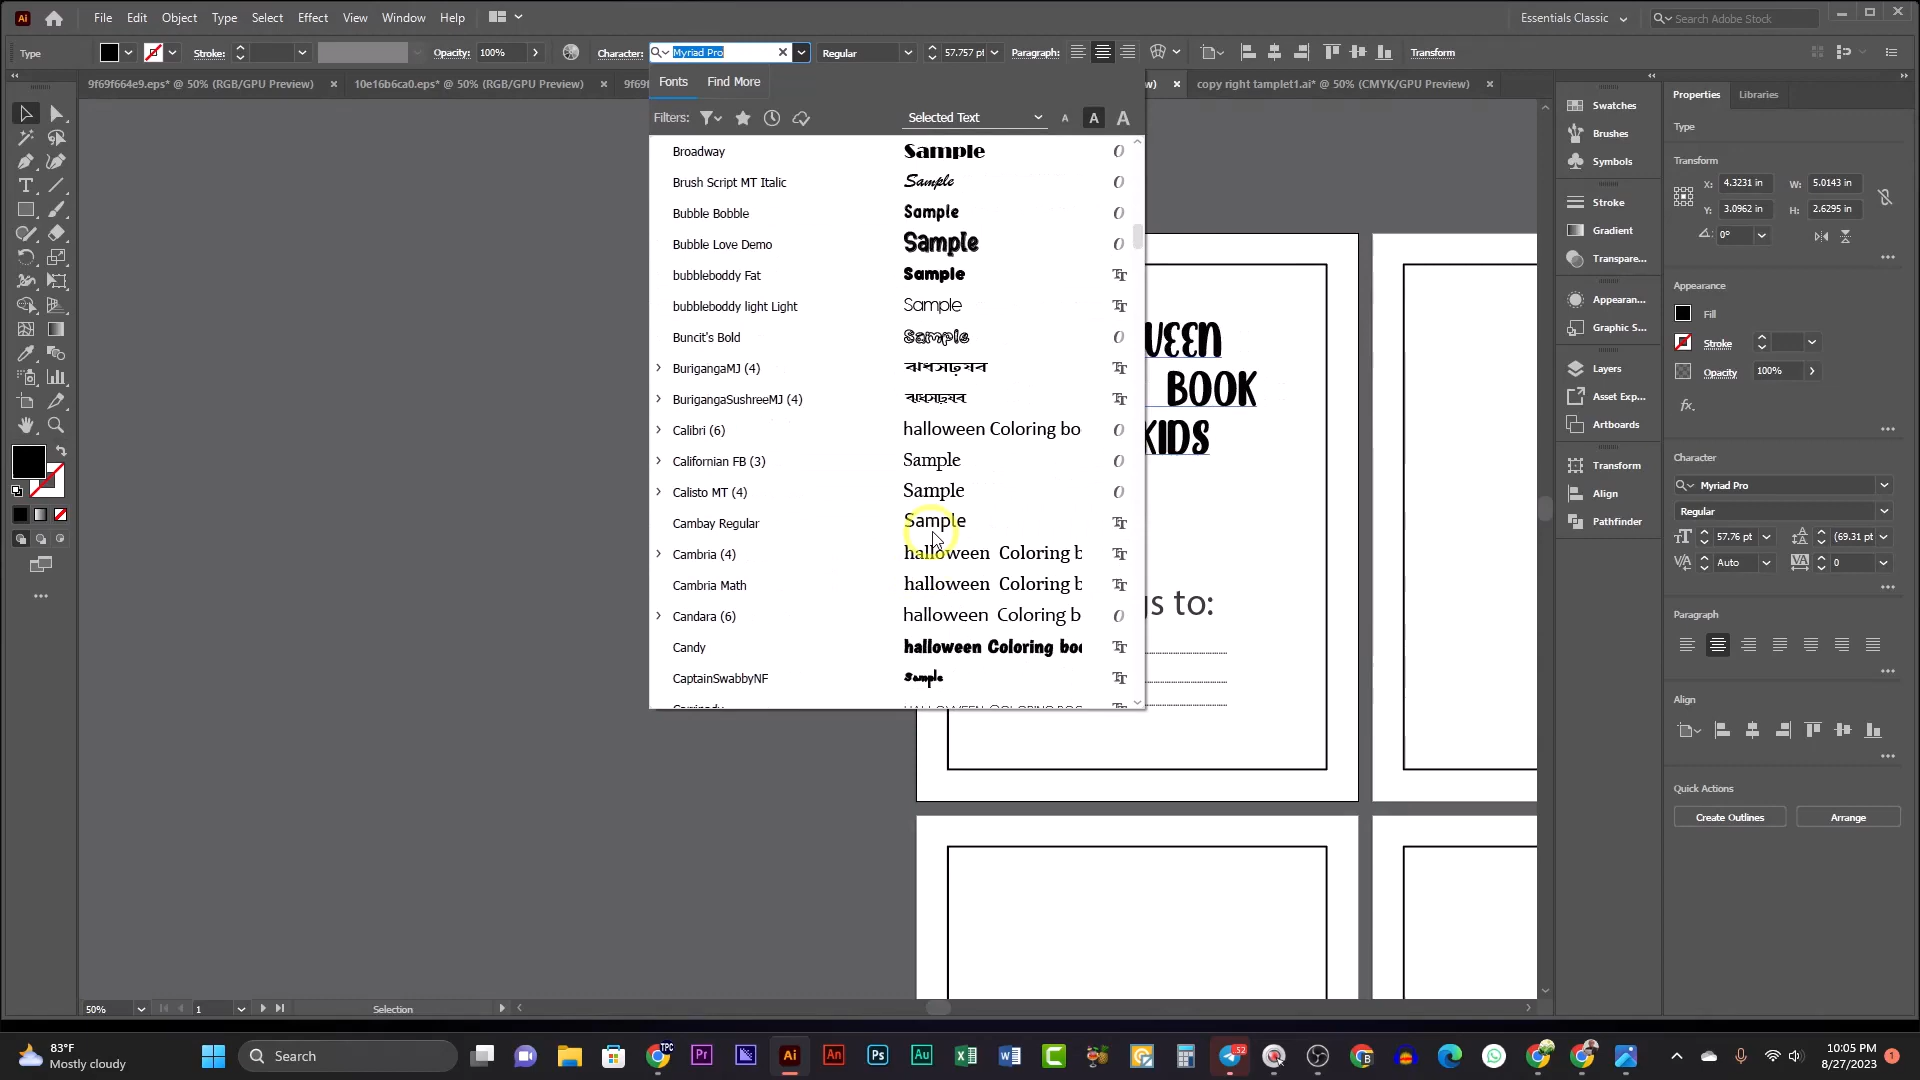 File Edit Object Type Select Effect View Window Help
Essentials Classic
Search Adobe Stock
Type
Stroke:
Opacity: 100%
Character: Myriad Pro
Regular
57.757 pt
Paragraph:
Transform
9f69f664e9.eps* @ 50% (RGB/GPU Preview)
10e16b6ca0.eps* @ 50% (RGB/GPU Preview)
copy right tamplet1.ai* @ 50% (CMYK/GPU Preview)
Fonts
Find More
Filters:
Selected Text
Broadway Sample
Brush Script MT Italic Sample
Bubble Bobble Sample
Bubble Love Demo Sample
bubbleboddy Fat Sample
bubbleboddy light Light Sample
Buncit's Bold Sample
BurigangaMJ (4)
BurigangaSushreeMJ (4)
Calibri (6) halloween Coloring bo
Californian FB (3) Sample
Calisto MT (4) Sample
Cambay Regular Sample
Cambria (4) halloween Coloring b
Cambria Math halloween Coloring b
Candara (6) halloween Coloring b
Candy halloween Coloring boo
CaptainSwabbyNF Sample
VEEN
BOOK
KIDS
gs to:
Swatches
Brushes
Symbols
Stroke
Gradient
Transpare...
Appearan...
Graphic S...
Layers
Asset Exp...
Artboards
Transform
Align
Pathfinder
Properties Libraries
Type
Transform
X: 4.3231 in W: 5.0143 in
Y: 3.0962 in H: 2.6295 in
0°
Appearance
Fill
Stroke
Opacity 100%
fx.
Character
Myriad Pro
Regular
57.76 pt (69.31 pt
Auto 0
Paragraph
Align
Quick Actions
Create Outlines Arrange
50% 1 Selection
83°F
Mostly cloudy
Search
10:05 PM
8/27/2023